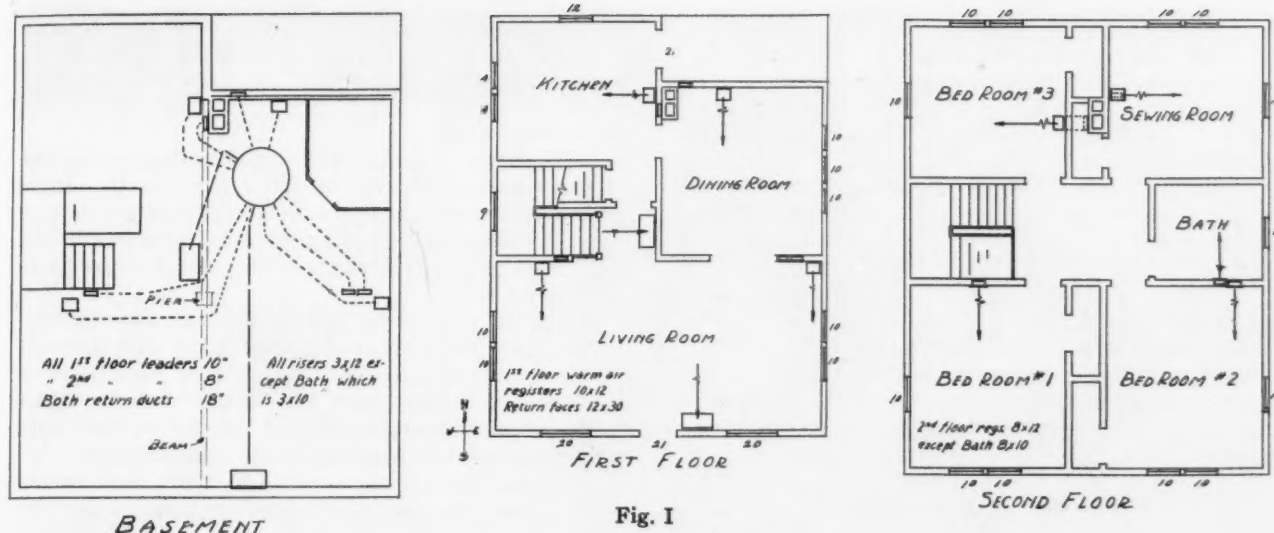 PIER
All 1st floor leaders 10"
" 2nd " " 8"
Both return ducts 18"
All risers 3x12 ex-
cept Bath which
is 3x10
BEAM
BASEMENT
12
KITCHEN
DINING ROOM
10
10
10
9
LIVING ROOM
10
10
10
10
1st floor warm air
registers 10x12
Return faces 12x30
N
W E
S
20 21 20
FIRST FLOOR
Fig. I
10 10 10 10
BED ROOM #3
SEWING ROOM
10
BATH
BED ROOM #1
BED ROOM #2
10
2nd floor regs. 8x12
except Bath 8x10
10 10 10 10
SECOND FLOOR